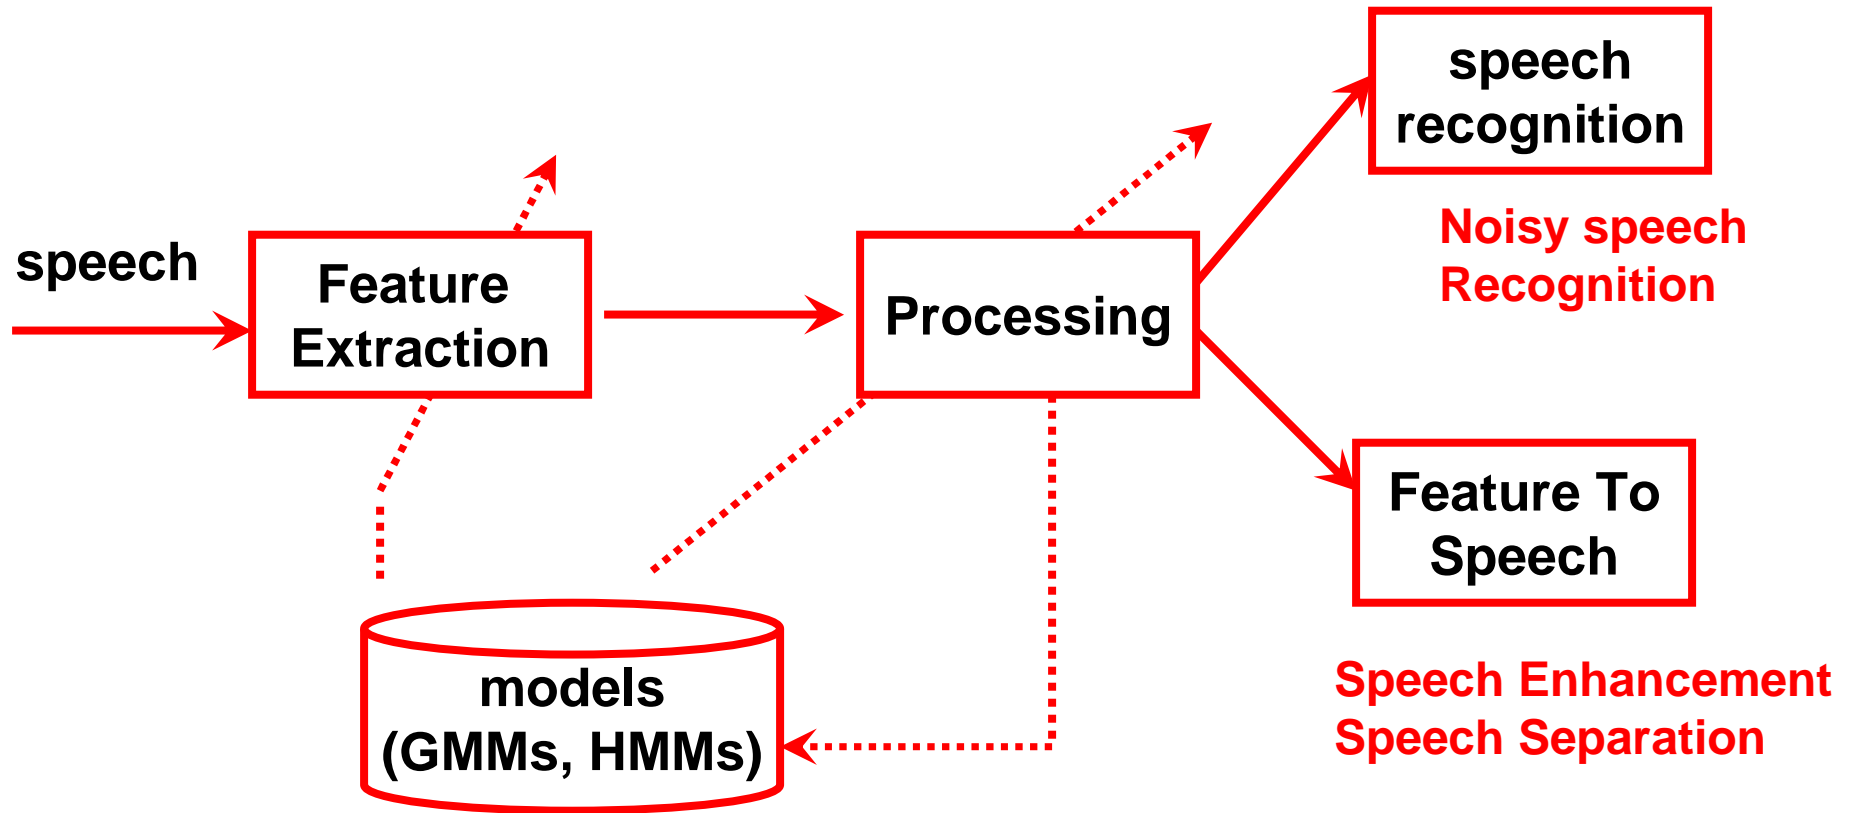 speech
Feature
Extraction
Processing
speech
recognition
Noisy speech
Recognition
Feature To
Speech
Speech Enhancement
Speech Separation
models
(GMMs, HMMs)